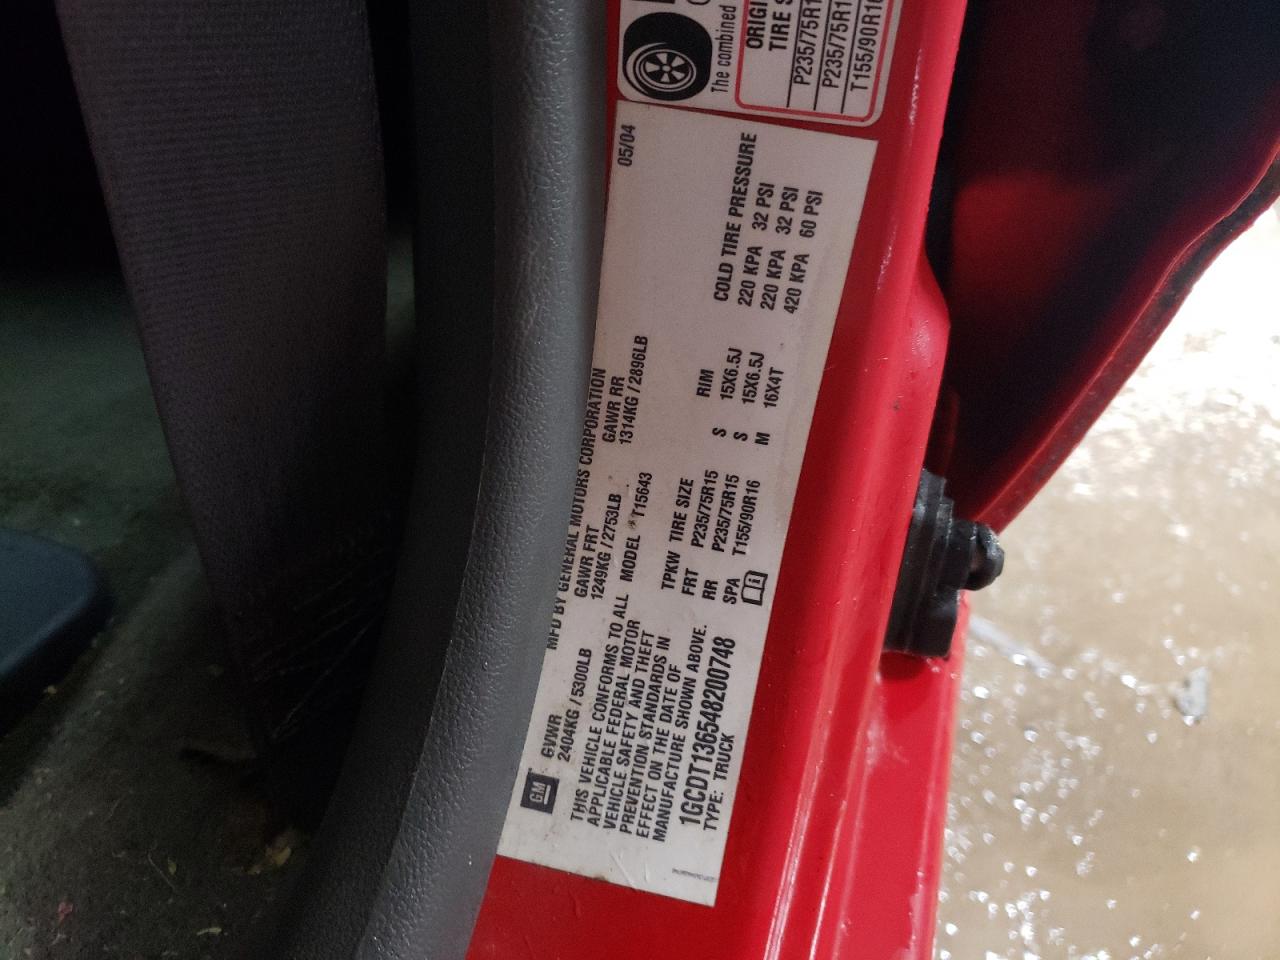 The combined
ORIGI
TIRE S
P235/75R1
P235/75R1
T155/90R16
MFD BY GENERAL MOTORS CORPORATION 05/04
GM
GVWR GAWR FRT GAWR RR
2404KG / 5300LB 1249KG / 2753LB 1314KG / 2896LB
THIS VEHICLE CONFORMS TO ALL MODEL T15643
APPLICABLE FEDERAL MOTOR
VEHICLE SAFETY AND THEFT
PREVENTION STANDARDS IN
EFFECT ON THE DATE OF
MANUFACTURE SHOWN ABOVE.
1GCDT136548200748
TYPE: TRUCK
TPKW TIRE SIZE RIM COLD TIRE PRESSURE
FRT P235/75R15 S 15X6.5J 220 KPA 32 PSI
RR P235/75R15 S 15X6.5J 220 KPA 32 PSI
SPA T155/90R16 M 16X4T 420 KPA 60 PSI